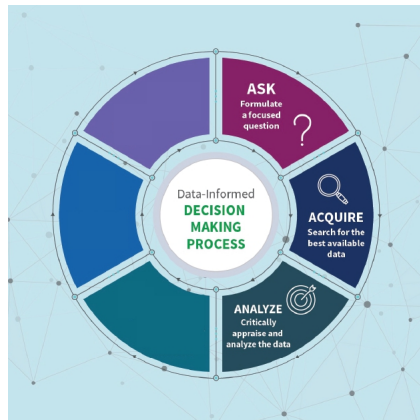 ASK
Formulate
a focused
question
Data-Informed
DECISION
MAKING
PROCESS
ACQUIRE
Search for the
best available
data
ANALYZE
Critically
appraise and
analyze the data